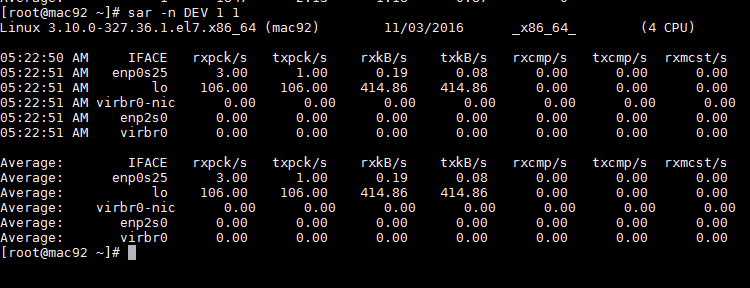 [root@mac92 ~]# sar -n DEV 1 1
Linux 3.10.0-327.36.1.el7.x86_64 (mac92) 11/03/2016 _x86_64_ (4 CPU)
05:22:50 AM IFACE rxpck/s txpck/s rxkB/s txkB/s rxcmp/s txcmp/s rxmcst/s
05:22:51 AM enp0s25 3.00 1.00 0.19 0.08 0.00 0.00 0.00
05:22:51 AM lo 106.00 106.00 414.86 414.86 0.00 0.00 0.00
05:22:51 AM virbr0-nic 0.00 0.00 0.00 0.00 0.00 0.00 0.00
05:22:51 AM enp2s0 0.00 0.00 0.00 0.00 0.00 0.00 0.00
05:22:51 AM virbr0 0.00 0.00 0.00 0.00 0.00 0.00 0.00
Average: IFACE rxpck/s txpck/s rxkB/s txkB/s rxcmp/s txcmp/s rxmcst/s
Average: enp0s25 3.00 1.00 0.19 0.08 0.00 0.00 0.00
Average: lo 106.00 106.00 414.86 414.86 0.00 0.00 0.00
Average: virbr0-nic 0.00 0.00 0.00 0.00 0.00 0.00 0.00
Average: enp2s0 0.00 0.00 0.00 0.00 0.00 0.00 0.00
Average: virbr0 0.00 0.00 0.00 0.00 0.00 0.00 0.00
[root@mac92 ~]#